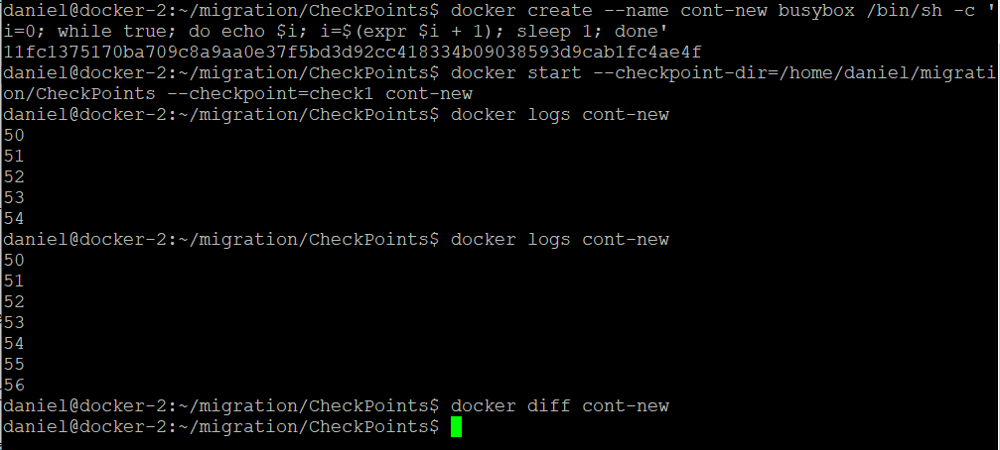 daniel@docker-2:~/migration/CheckPoints$ docker create --name cont-new busybox /bin/sh -c '
i=0; while true; do echo $i; i=$(expr $i + 1); sleep 1; done'
11fc1375170ba709c8a9aa0e37f5bd3d92cc418334b09038593d9cab1fc4ae4f
daniel@docker-2:~/migration/CheckPoints$ docker start --checkpoint-dir=/home/daniel/migrati
on/CheckPoints --checkpoint=check1 cont-new
daniel@docker-2:~/migration/CheckPoints$ docker logs cont-new
50
51
52
53
54
daniel@docker-2:~/migration/CheckPoints$ docker logs cont-new
50
51
52
53
54
55
56
daniel@docker-2:~/migration/CheckPoints$ docker diff cont-new
daniel@docker-2:~/migration/CheckPoints$